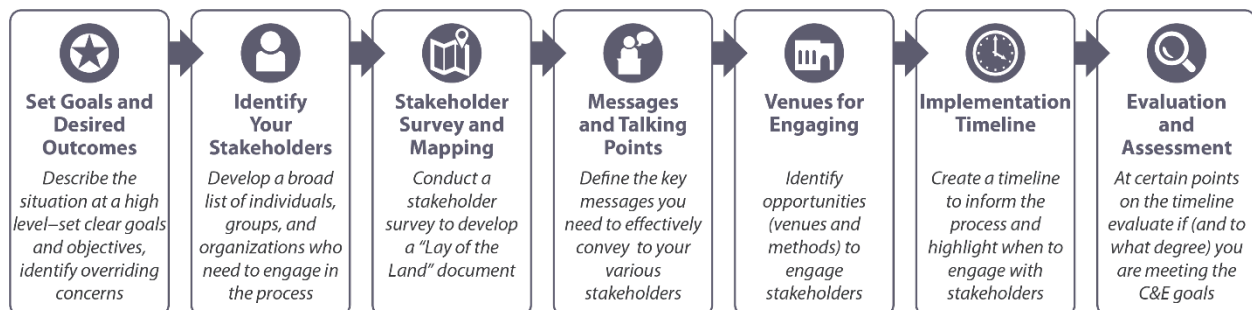 Set Goals and
Desired
Outcomes
Describe the
situation at a high
level–set clear goals
and objectives,
identify overriding
concerns
Identify
Your
Stakeholders
Develop a broad
list of individuals,
groups, and
organizations who
need to engage in
the process
Stakeholder
Survey and
Mapping
Conduct a
stakeholder
survey to develop
a “Lay of the
Land” document
Messages
and Talking
Points
Define the key
messages you
need to effectively
convey to your
various
stakeholders
Venues for
Engaging
Identify
opportunities
(venues and
methods) to
engage
stakeholders
Implementation
Timeline
Create a timeline
to inform the
process and
highlight when to
engage with
stakeholders
Evaluation
and
Assessment
At certain points
on the timeline
evaluate if (and to
what degree) you
are meeting the
C&E goals